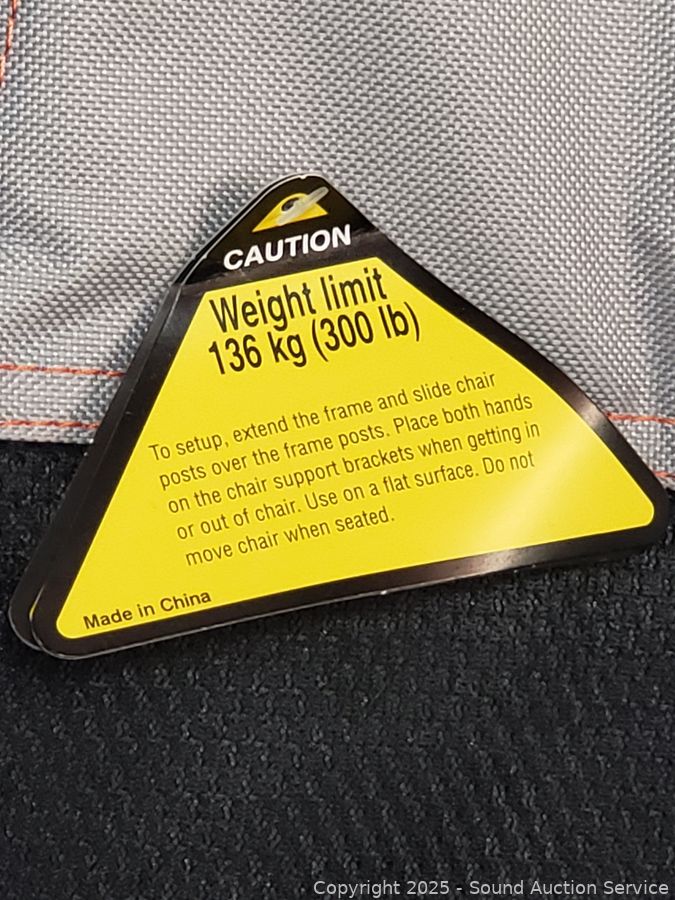 CAUTION
Weight limit
136 kg (300 lb)
To setup, extend the frame and slide chair
posts over the frame posts. Place both hands
on the chair support brackets when getting in
or out of chair. Use on a flat surface. Do not
move chair when seated.
Made in China
Copyright 2025 - Sound Auction Service